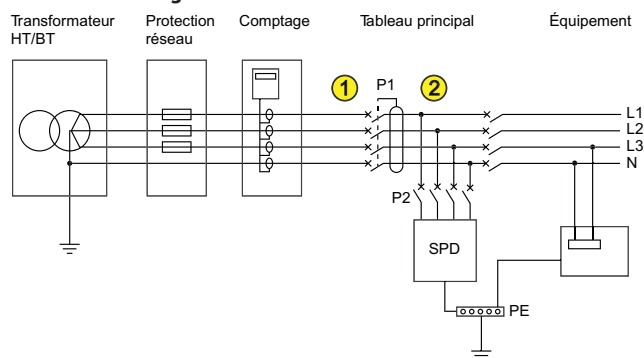 Transformateur
HT/BT
Protection
réseau
Comptage
Tableau principal
Équipement
1
P1
2
L1
L2
L3
N
P2
SPD
PE